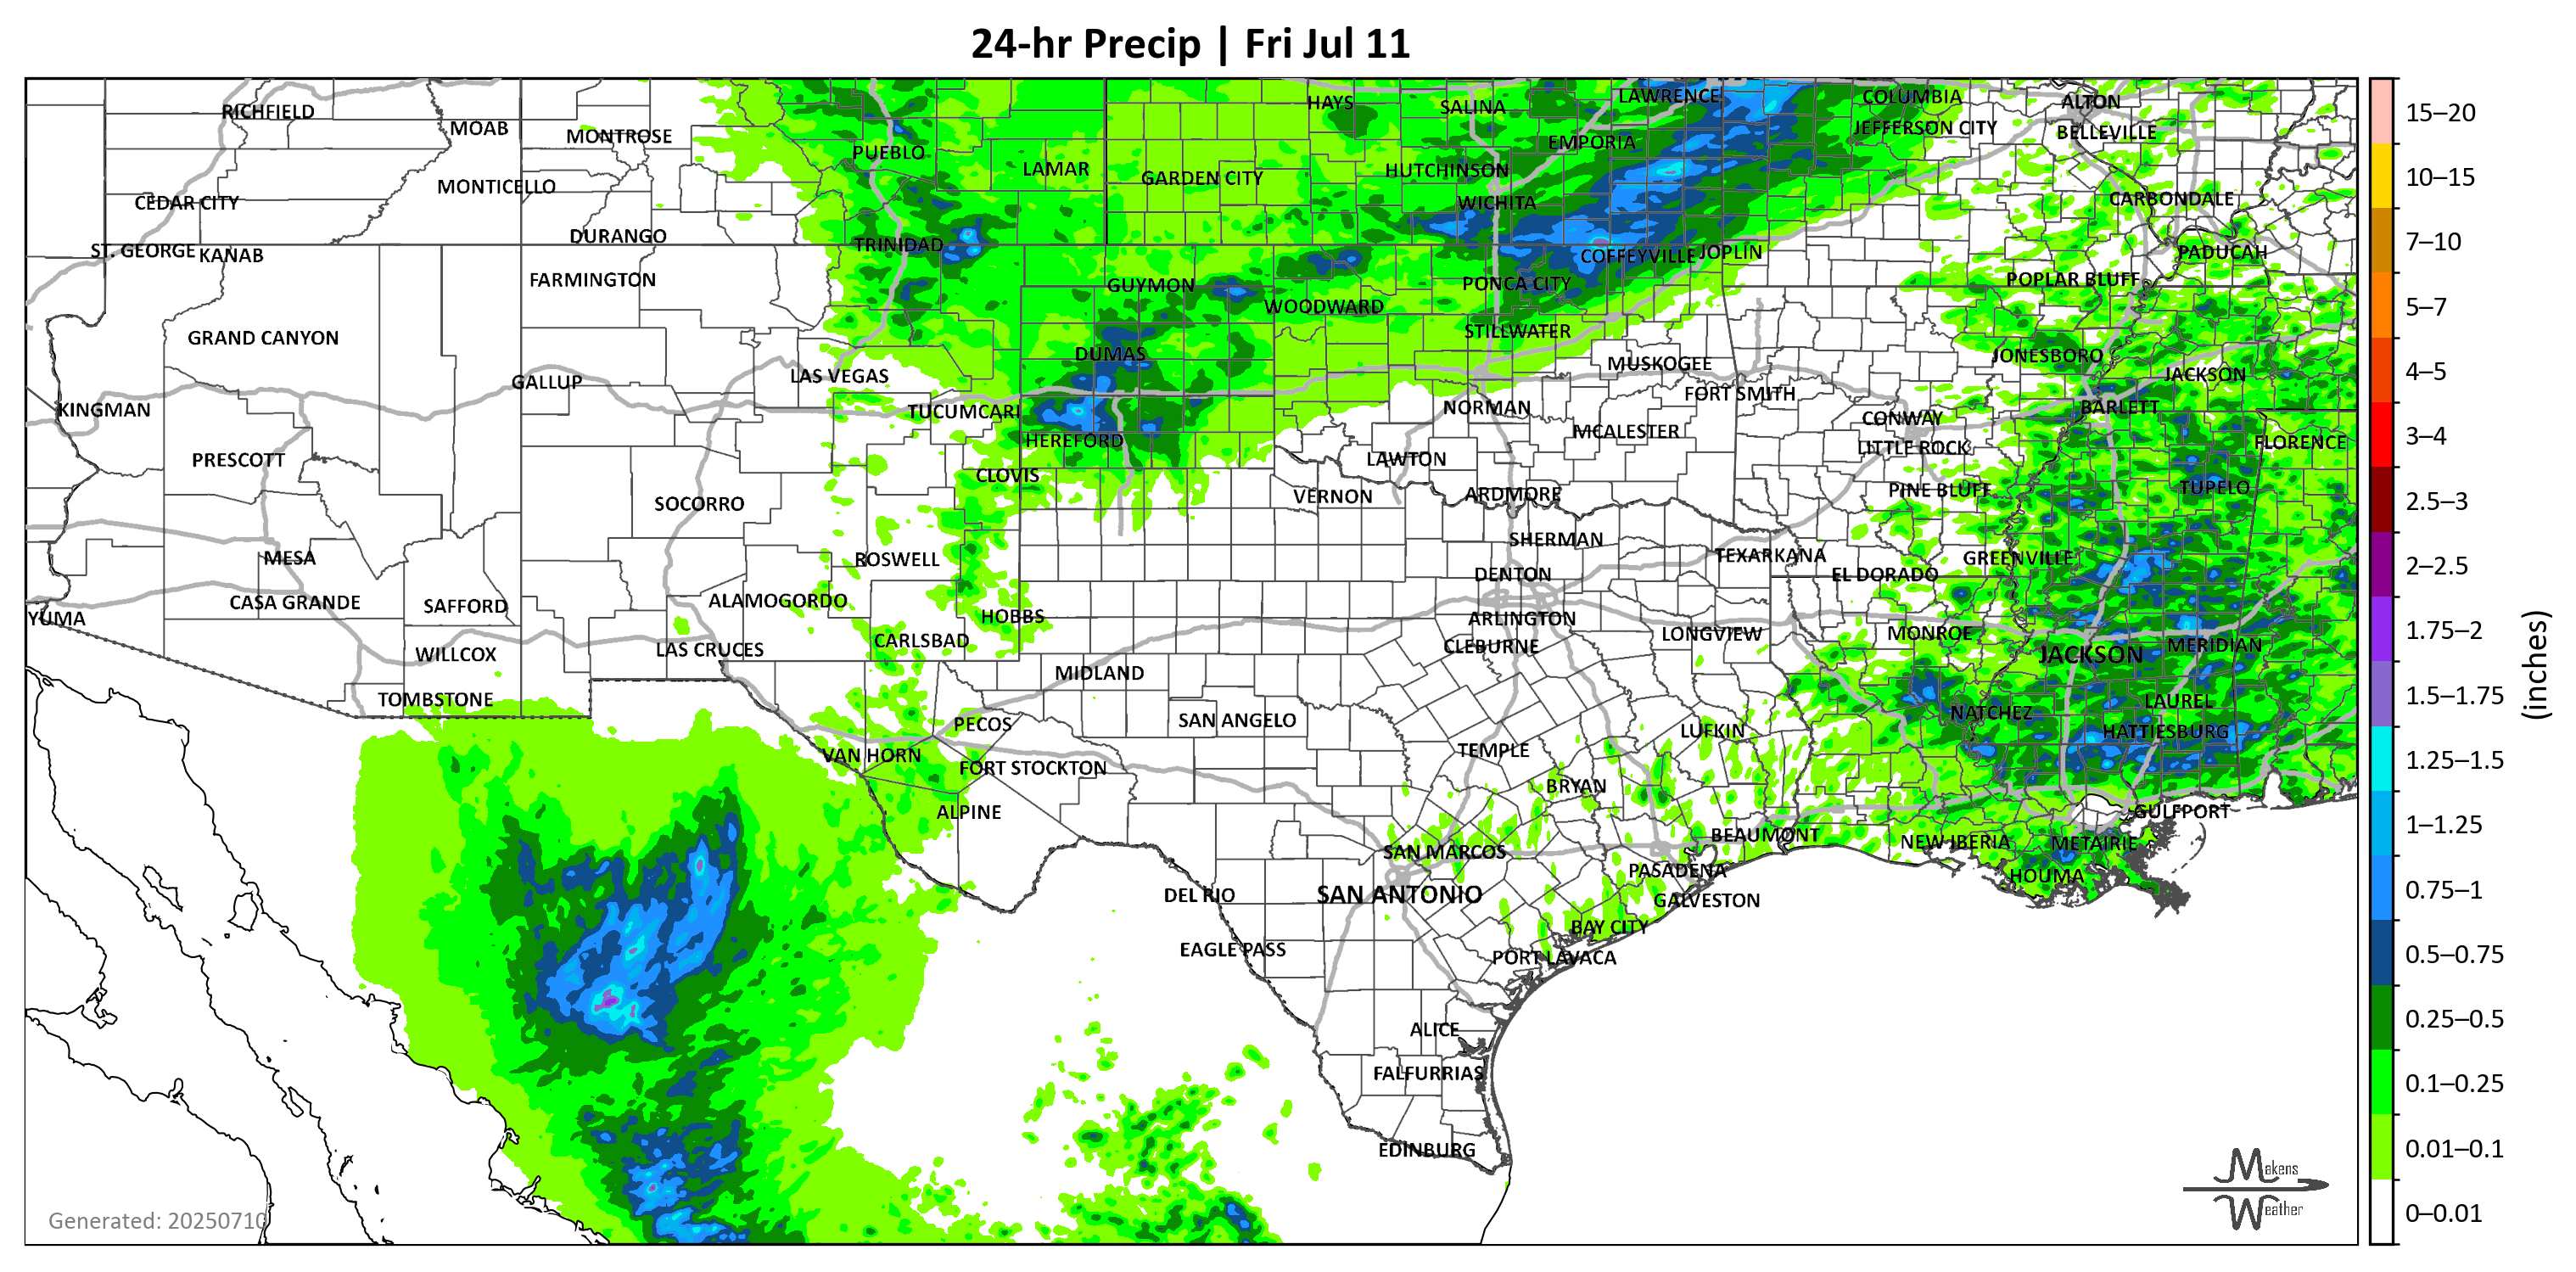 24-hr Precip | Fri Jul 11
RICHFIELD
MOAB
MONTROSE
PUEBLO
LAMAR
HAYS
SALINA
LAWRENCE
COLUMBIA
ALTON
JEFFERSON CITY
BELLEVILLE
EMPORIA
GARDEN CITY
HUTCHINSON
MONTICELLO
CEDAR CITY
WICHITA
CARBONDALE
DURANGO
TRINIDAD
ST. GEORGE
KANAB
COFFEYVILLE
JOPLIN
PADUCAH
FARMINGTON
GUYMON
PONCA CITY
POPLAR BLUFF
WOODWARD
GRAND CANYON
STILLWATER
DUMAS
JONESBORO
MUSKOGEE
GALLUP
LAS VEGAS
JACKSON
FORT SMITH
KINGMAN
TUCUMCARI
NORMAN
BARLETT
CONWAY
HEREFORD
MCALESTER
LITTLE ROCK
FLORENCE
PRESCOTT
LAWTON
CLOVIS
SOCORRO
VERNON
ARDMORE
PINE BLUFF
TUPELO
MESA
ROSWELL
SHERMAN
TEXARKANA
GREENVILLE
DENTON
EL DORADO
CASA GRANDE
SAFFORD
ALAMOGORDO
YUMA
HOBBS
ARLINGTON
WILLCOX
LAS CRUCES
CARLSBAD
CLEBURNE
LONGVIEW
MONROE
JACKSON
MERIDIAN
MIDLAND
TOMBSTONE
LAUREL
PECOS
SAN ANGELO
NATCHEZ
LUFKIN
HATTIESBURG
VAN HORN
FORT STOCKTON
TEMPLE
BRYAN
ALPINE
GULFPORT
BEAUMONT
NEW IBERIA
METAIRIE
SAN MARCOS
PASADENA
HOUMA
DEL RIO
SAN ANTONIO
GALVESTON
BAY CITY
EAGLE PASS
PORT LAVACA
ALICE
FALFURRIAS
EDINBURG
Generated: 20250710
Makens
Weather
15–20
10–15
7–10
5–7
4–5
3–4
2.5–3
2–2.5
1.75–2
1.5–1.75
1.25–1.5
1–1.25
0.75–1
0.5–0.75
0.25–0.5
0.1–0.25
0.01–0.1
0–0.01
(inches)